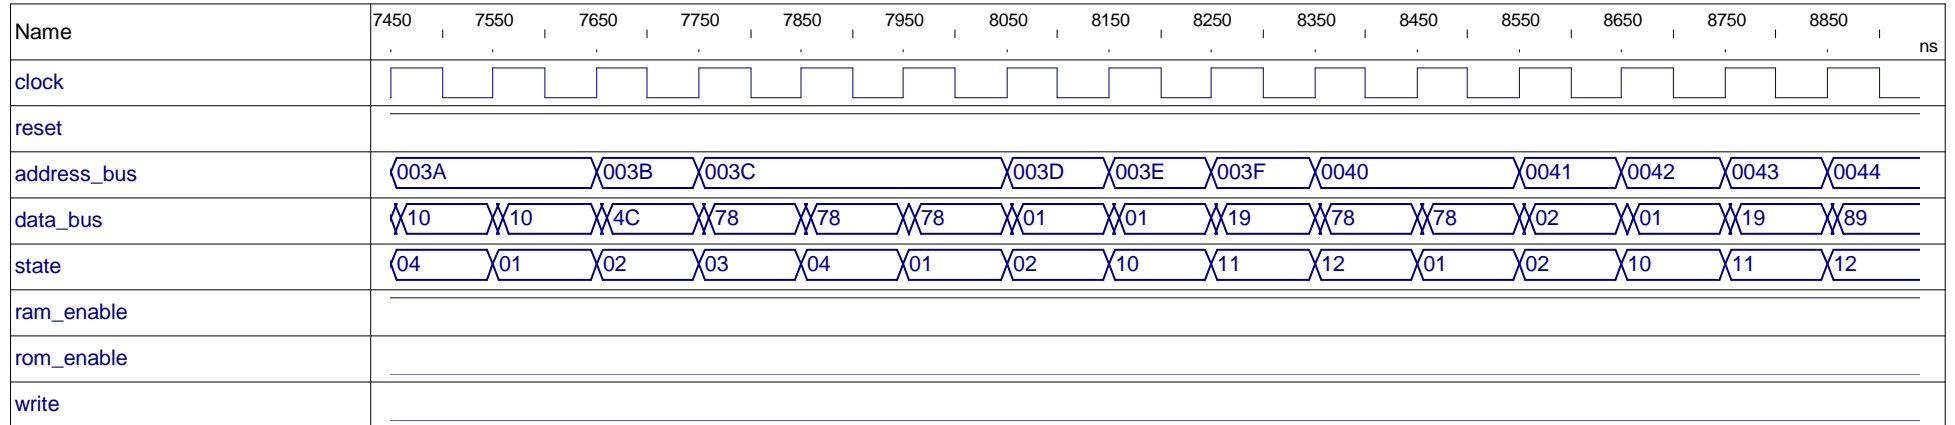 Name 7450 7550 7650 7750 7850 7950 8050 8150 8250 8350 8450 8550 8650 8750 8850
ns
clock
reset
address_bus 003A 003B 003C 003D 003E 003F 0040 0041 0042 0043 0044
data_bus 10 10 4C 78 78 78 01 01 19 78 78 02 01 19 89
state 04 01 02 03 04 01 02 10 11 12 01 02 10 11 12
ram_enable
rom_enable
write